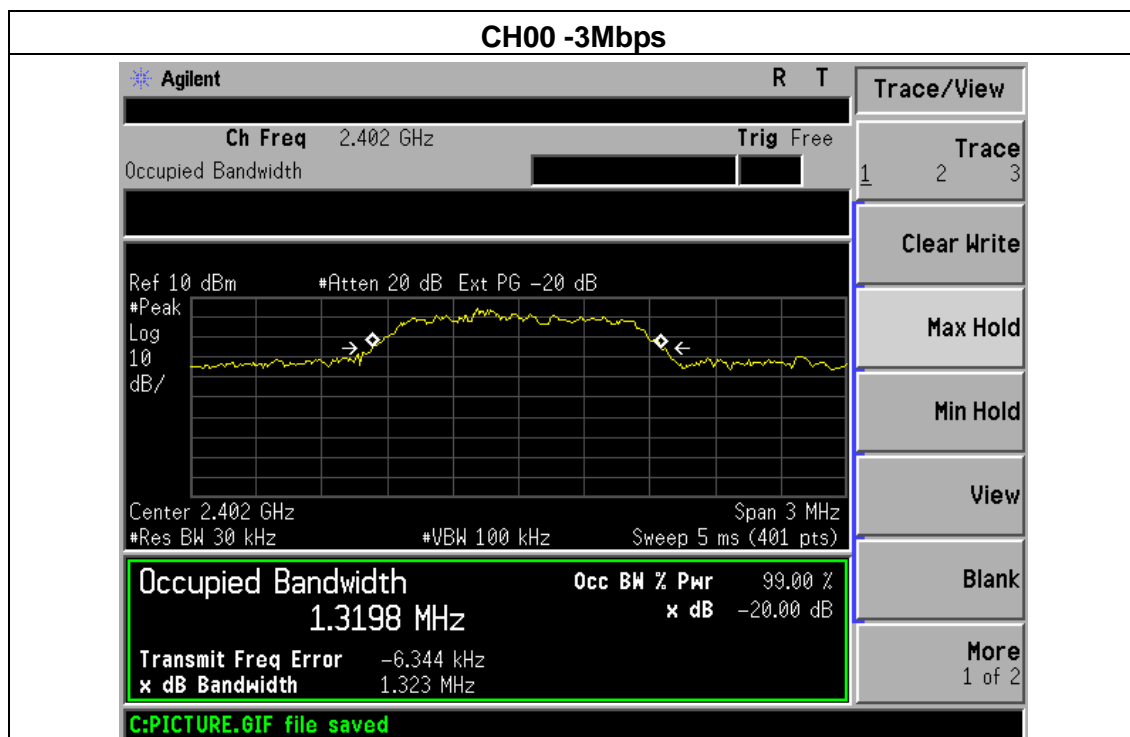 CH00 -3Mbps
Agilent R T
Trace/View
Ch Freq 2.402 GHz Trig Free
Occupied Bandwidth
Trace
1 2 3
Clear Write
Ref 10 dBm #Atten 20 dB Ext PG -20 dB
#Peak
Log
10
dB/
Max Hold
Min Hold
View
Center 2.402 GHz Span 3 MHz
#Res BW 30 kHz #VBW 100 kHz Sweep 5 ms (401 pts)
Occupied Bandwidth Occ BW % Pwr 99.00 %
1.3198 MHz x dB -20.00 dB
Blank
Transmit Freq Error -6.344 kHz
x dB Bandwidth 1.323 MHz
More
1 of 2
C:PICTURE.GIF file saved